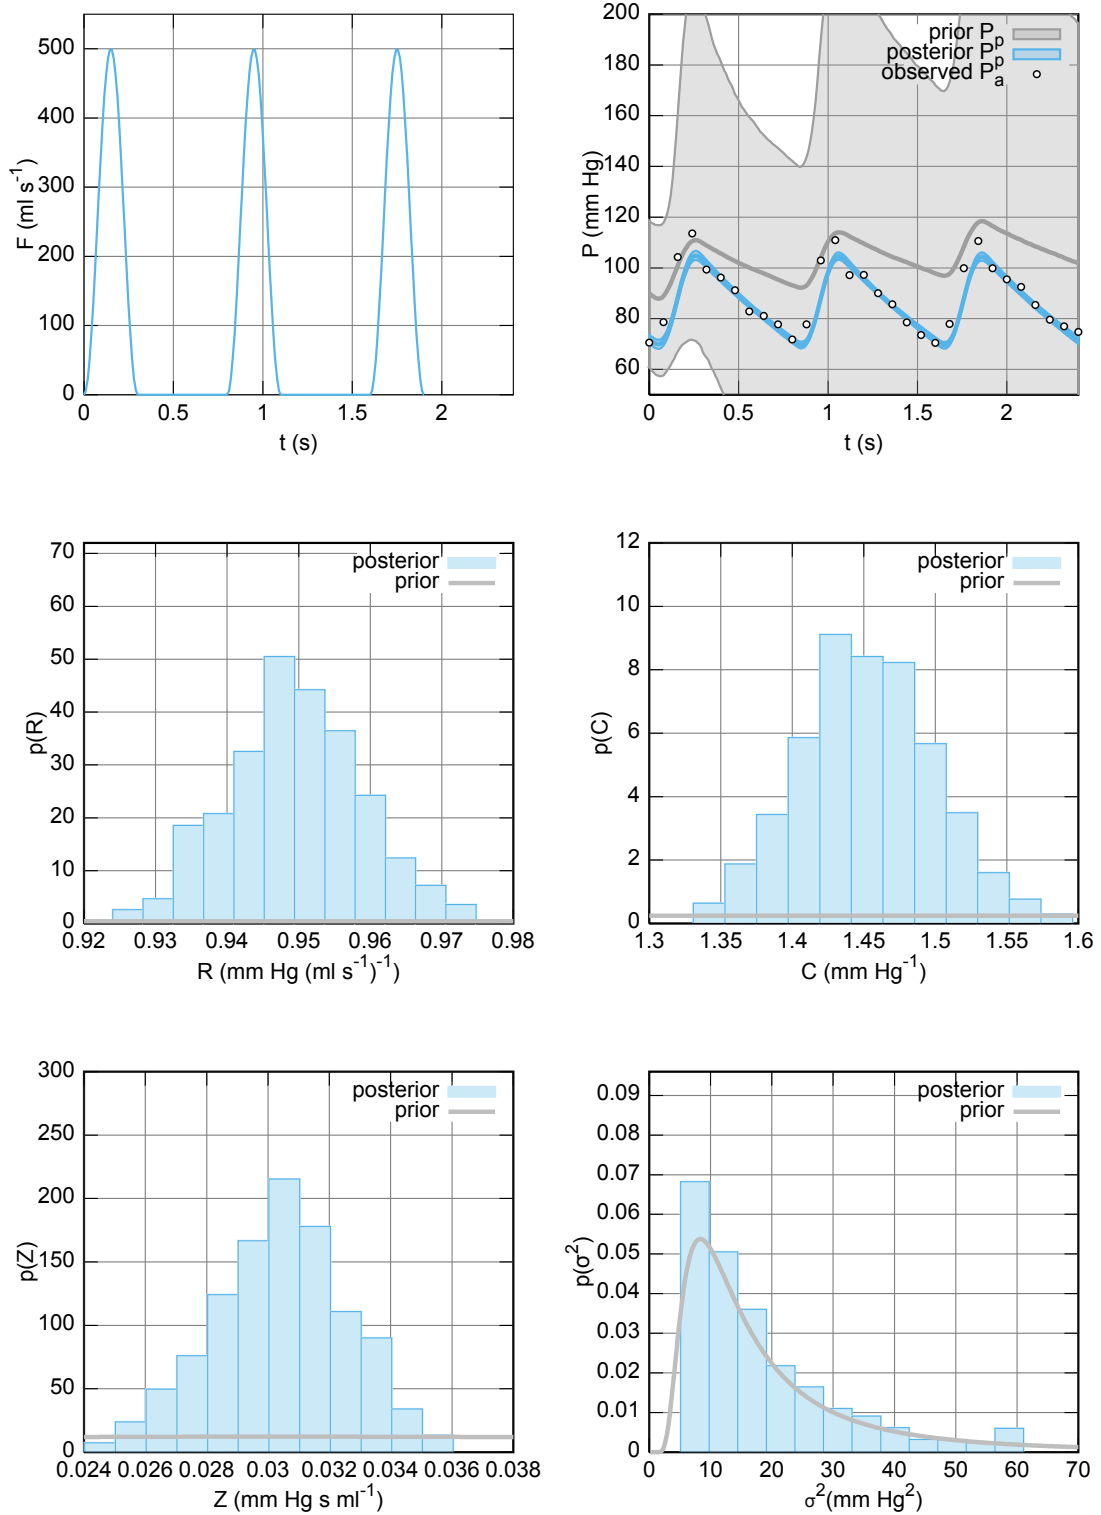 500
400
300
200
100
0
F (ml s⁻¹)
0 0.5 1 1.5 2
t (s)
200
180
160
140
120
100
80
60
P (mm Hg)
prior Pₚ
posterior Pₚ
observed Pₐ
0 0.5 1 1.5 2
t (s)
70
60
50
40
30
20
10
0
p(R)
posterior
prior
0.92 0.93 0.94 0.95 0.96 0.97 0.98
R (mm Hg (ml s⁻¹)⁻¹)
12
10
8
6
4
2
0
p(C)
posterior
prior
1.3 1.35 1.4 1.45 1.5 1.55 1.6
C (mm Hg⁻¹)
300
250
200
150
100
50
0
p(Z)
posterior
prior
0.024 0.026 0.028 0.03 0.032 0.034 0.036 0.038
Z (mm Hg s ml⁻¹)
0.09
0.08
0.07
0.06
0.05
0.04
0.03
0.02
0.01
0
p(σ²)
posterior
prior
0 10 20 30 40 50 60 70
σ²(mm Hg²)